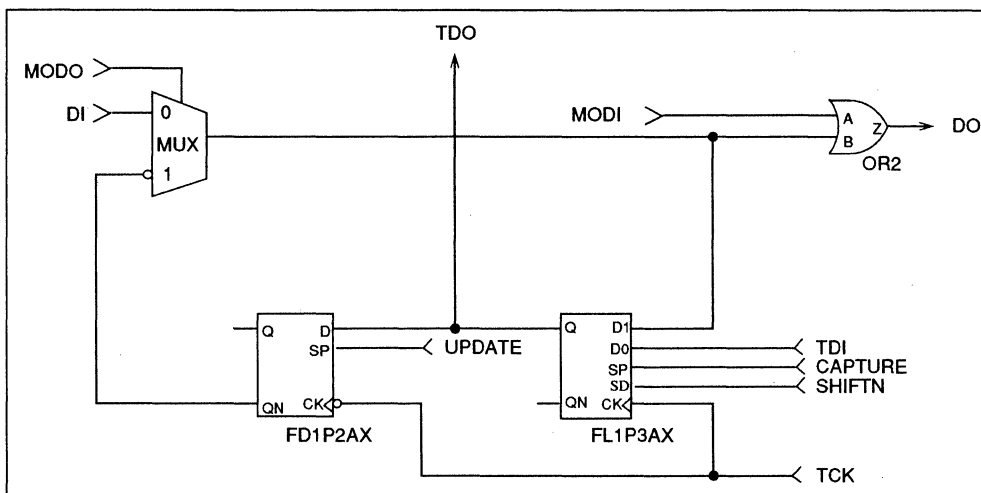 TDO
MODO
DI
0
MUX
1
MODI
A
B
Z
DO
OR2
Q
D
SP
UPDATE
QN
CK
FD1P2AX
Q
D1
D0
SP
SD
QN
CK
TDI
CAPTURE
SHIFTN
FL1P3AX
TCK